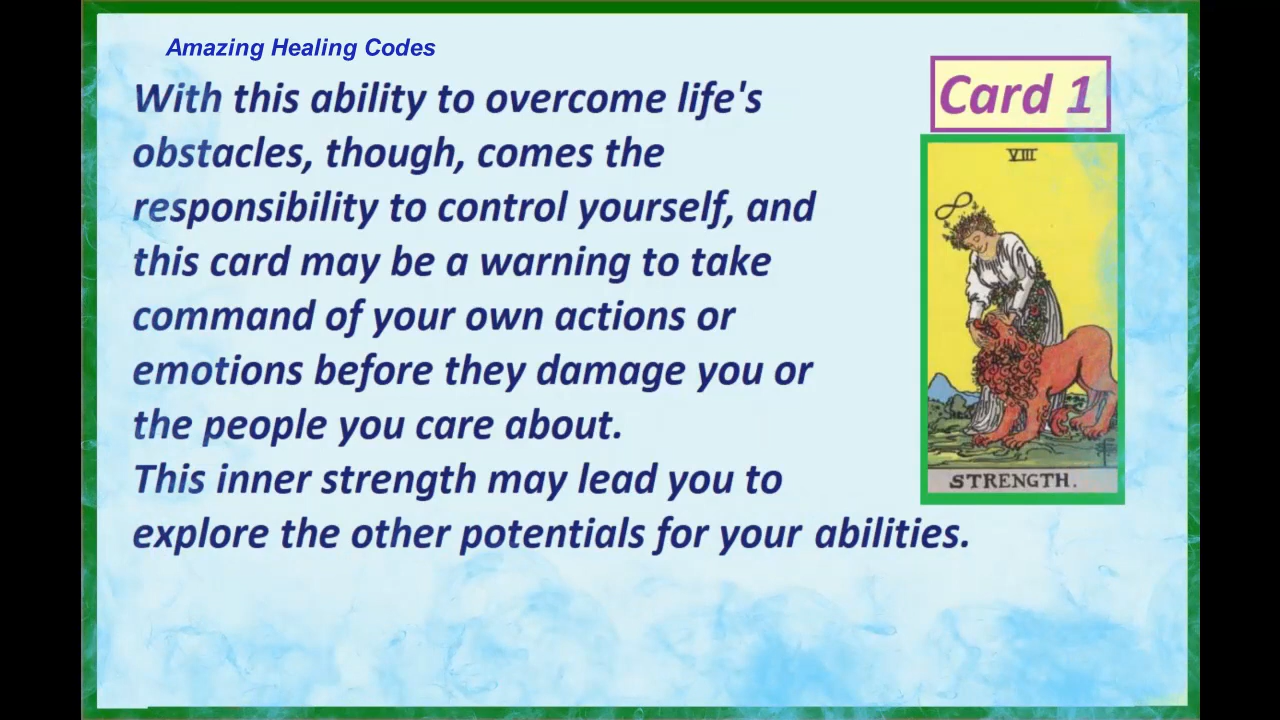 Amazing Healing Codes
With this ability to overcome life's
obstacles, though, comes the
responsibility to control yourself, and
this card may be a warning to take
command of your own actions or
emotions before they damage you or
the people you care about.
This inner strength may lead you to
explore the other potentials for your abilities.
Card 1
VIII
STRENGTH.